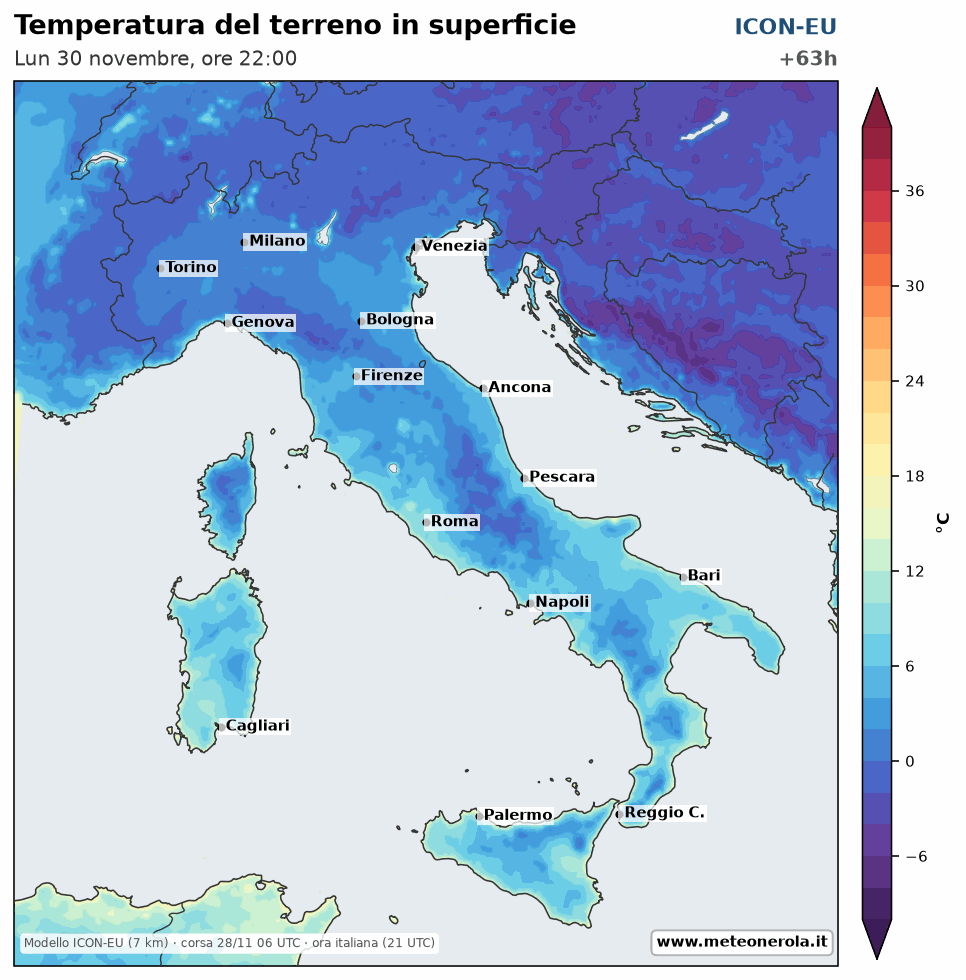 Temperatura del terreno in superficie
ICON-EU
Lun 30 novembre, ore 22:00
+63h
Milano
Venezia
Torino
Genova
Bologna
Firenze
Ancona
Pescara
Roma
Bari
Napoli
Cagliari
Palermo
Reggio C.
36
30
24
18
12
6
0
−6
°C
Modello ICON-EU (7 km) · corsa 28/11 06 UTC · ora italiana (21 UTC)
www.meteonerola.it